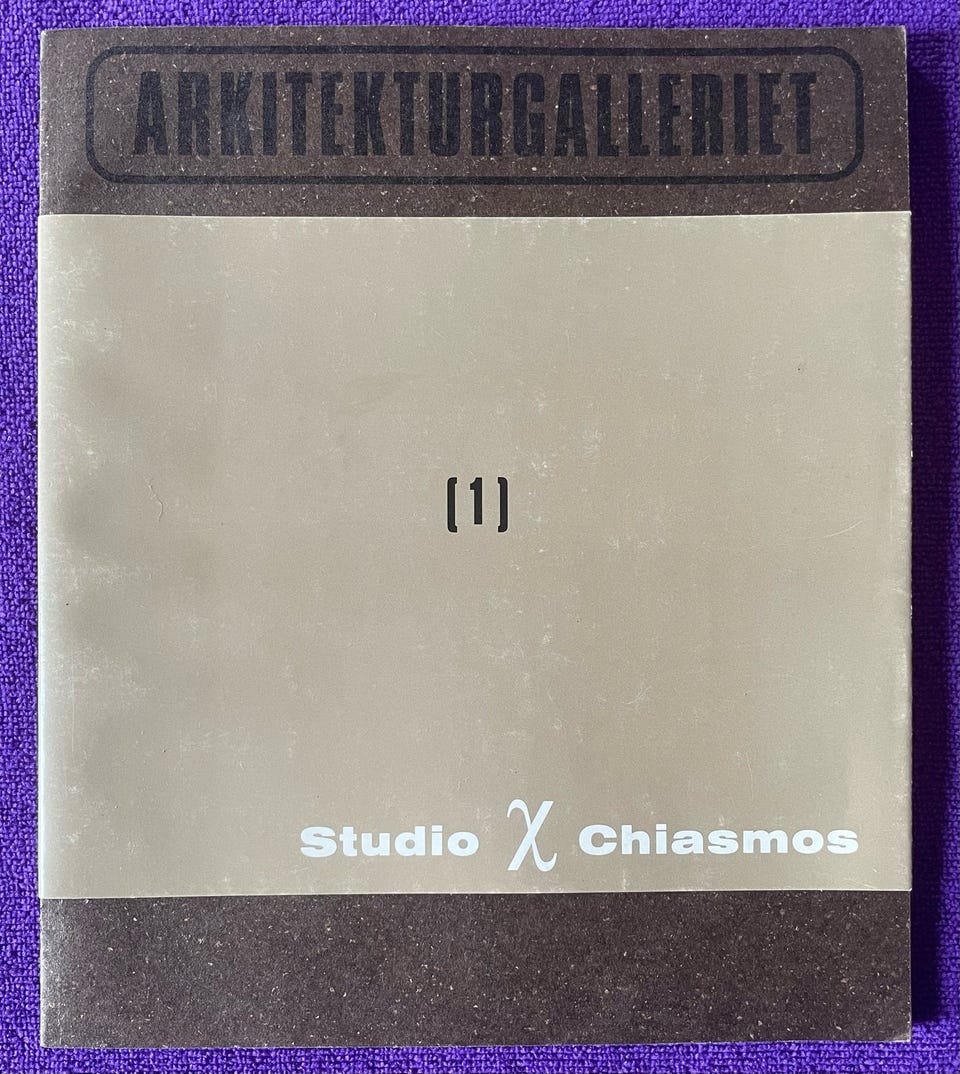 ARKITEKTURGALLERIET
(1)
Studio χ Chiasmos